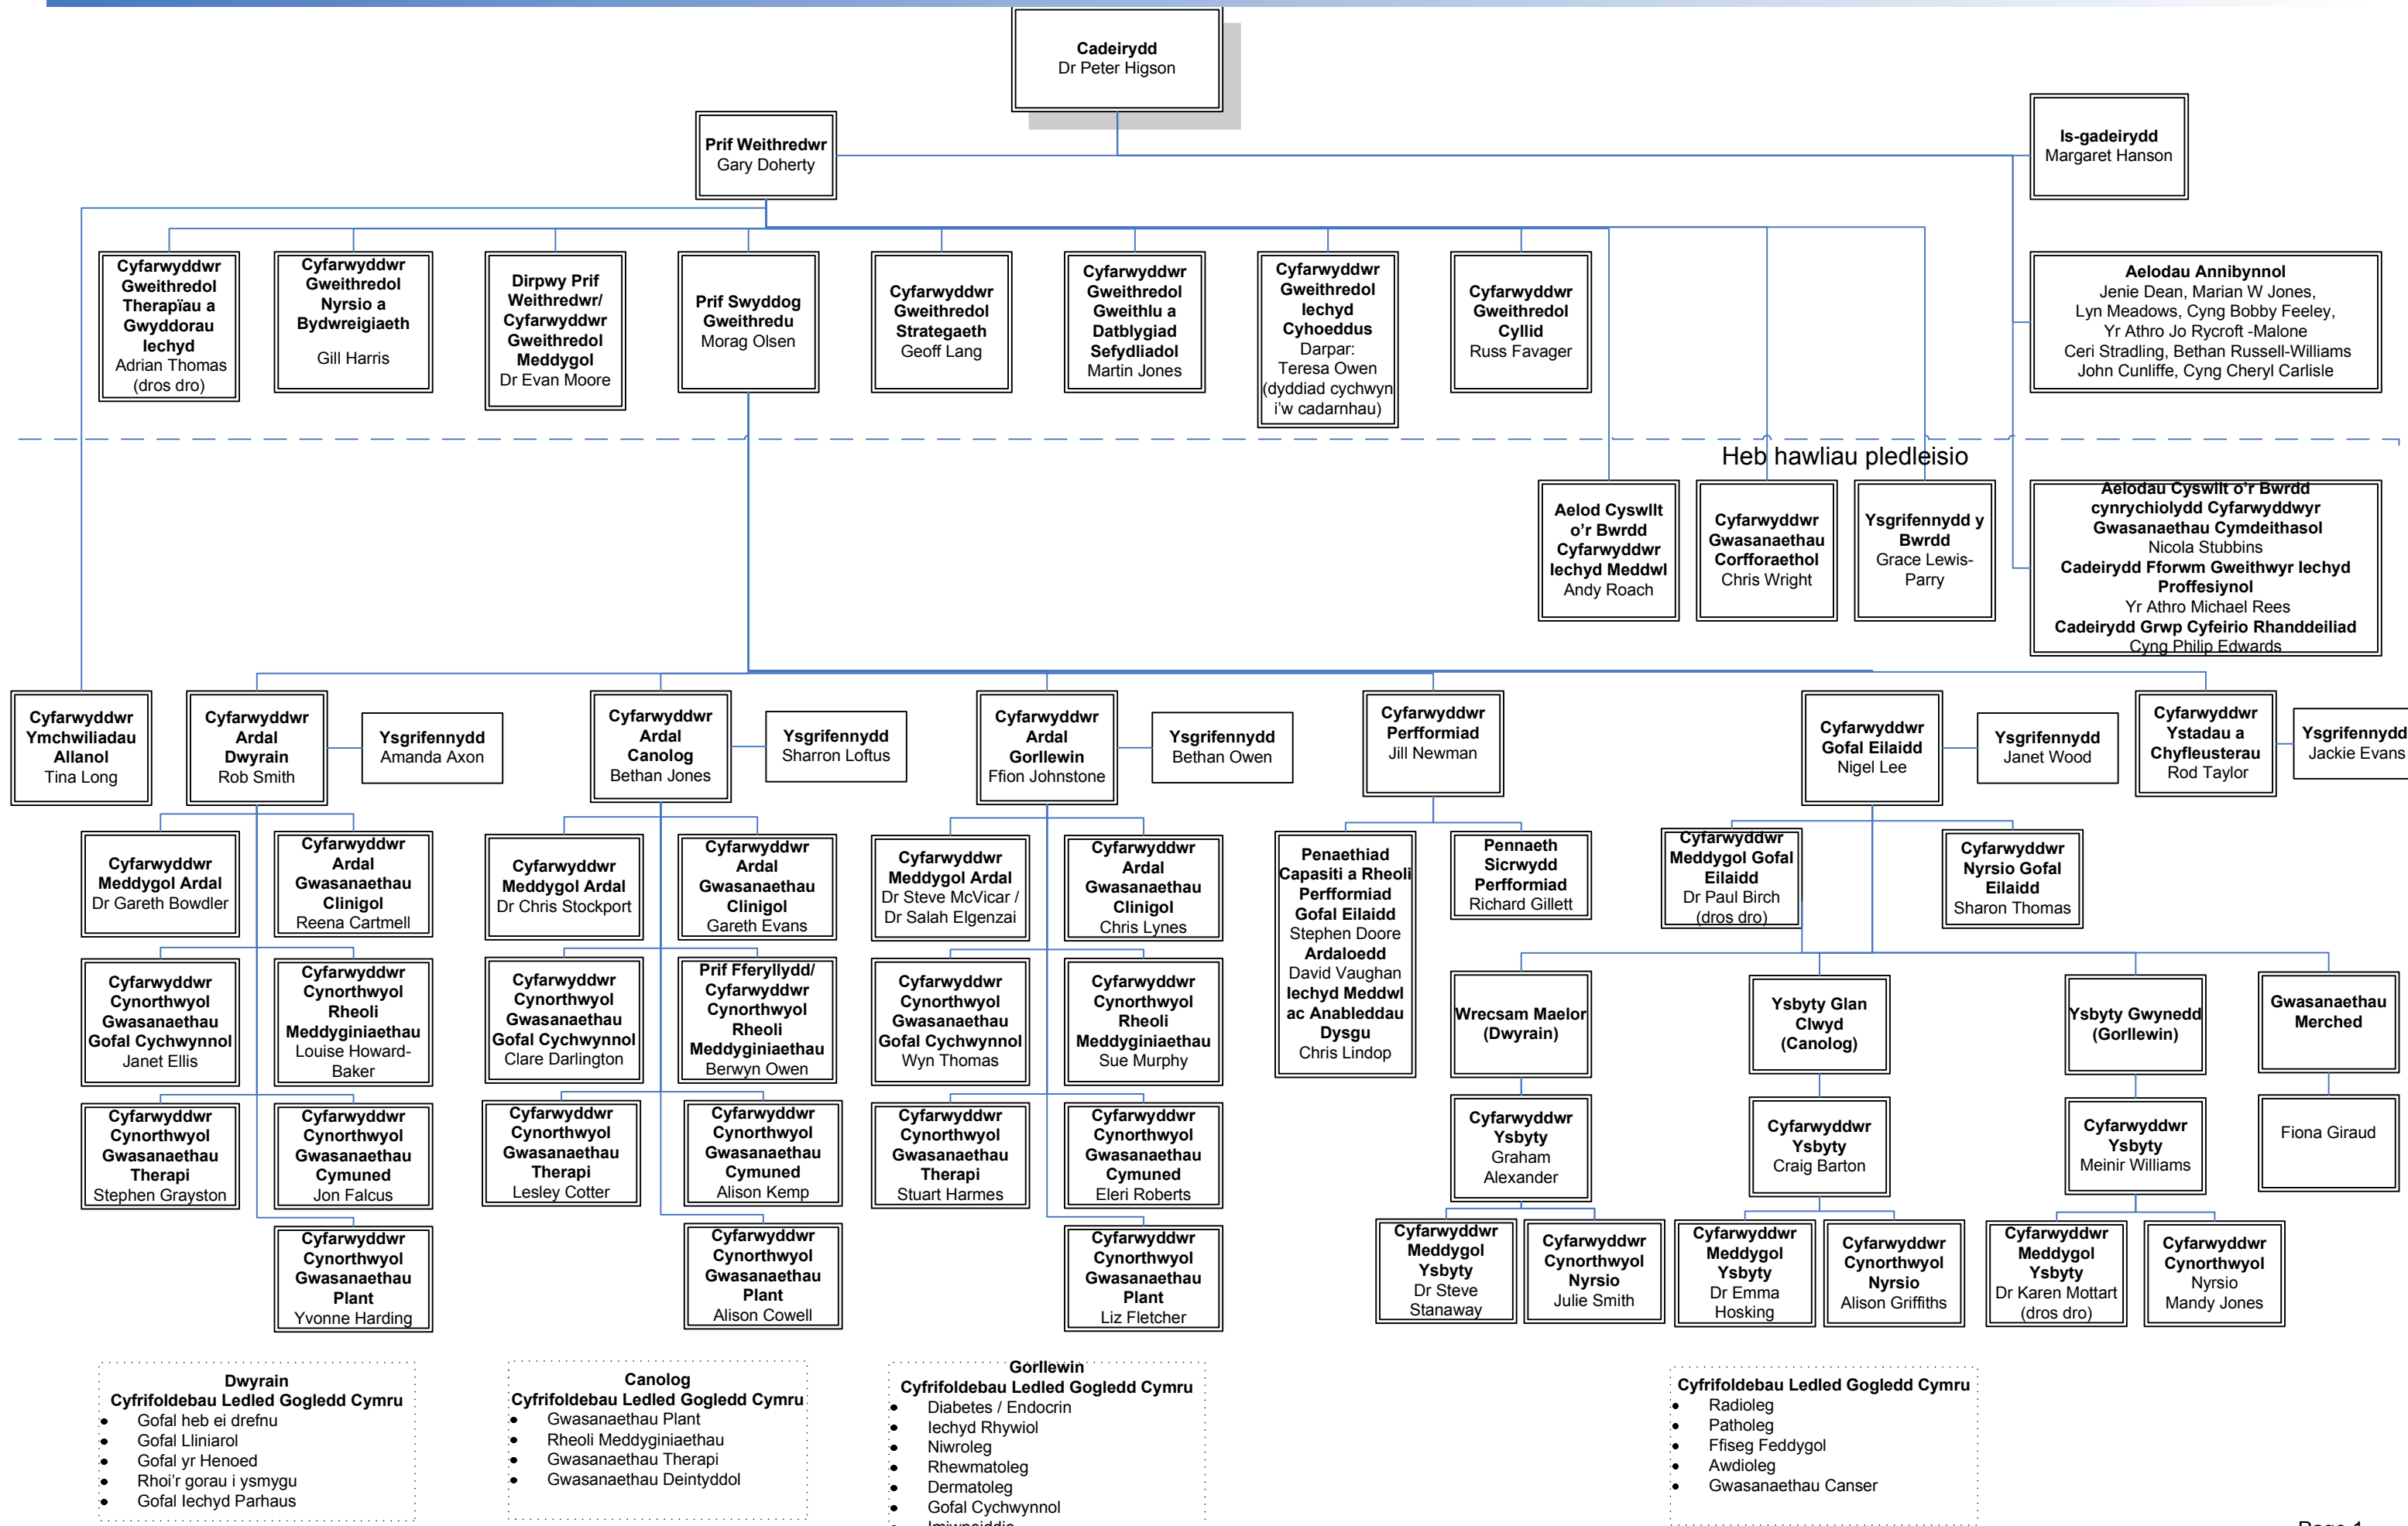 Cadeirydd
Dr Peter Higson
Prif Weithredwr
Gary Doherty
Is-gadeirydd
Margaret Hanson
Cyfarwyddwr
Gweithredol
Therapïau a
Gwyddorau
Iechyd
Adrian Thomas
(dros dro)
Cyfarwyddwr
Gweithredol
Nyrsio a
Bydwreigiaeth
Gill Harris
Dirpwy Prif
Weithredwr/
Cyfarwyddwr
Gweithredol
Meddygol
Dr Evan Moore
Prif Swyddog
Gweithredu
Morag Olsen
Cyfarwyddwr
Gweithredol
Strategaeth
Geoff Lang
Cyfarwyddwr
Gweithredol
Gweithlu a
Datblygiad
Sefydliadol
Martin Jones
Cyfarwyddwr
Gweithredol
Iechyd
Cyhoeddus
Darpar:
Teresa Owen
(dyddiad cychwyn
i'w cadarnhau)
Cyfarwyddwr
Gweithredol
Cyllid
Russ Favager
Aelodau Annibynnol
Jenie Dean, Marian W Jones,
Lyn Meadows, Cyng Bobby Feeley,
Yr Athro Jo Rycroft -Malone
Ceri Stradling, Bethan Russell-Williams
John Cunliffe, Cyng Cheryl Carlisle
Heb hawliau pledleisio
Aelod Cyswllt
o'r Bwrdd
Cyfarwyddwr
Iechyd Meddwl
Andy Roach
Cyfarwyddwr
Gwasanaethau
Corfforaethol
Chris Wright
Ysgrifennydd y
Bwrdd
Grace Lewis-
Parry
Aelodau Cyswllt o'r Bwrdd
cynrychiolydd Cyfarwyddwyr
Gwasanaethau Cymdeithasol
Nicola Stubbins
Cadeirydd Fforwm Gweithwyr Iechyd
Proffesiynol
Yr Athro Michael Rees
Cadeirydd Grwp Cyfeirio Rhanddeiliad
Cyng Philip Edwards
Cyfarwyddwr
Ymchwiliadau
Allanol
Tina Long
Cyfarwyddwr
Ardal
Dwyrain
Rob Smith
Ysgrifennydd
Amanda Axon
Cyfarwyddwr
Ardal
Canolog
Bethan Jones
Ysgrifennydd
Sharron Loftus
Cyfarwyddwr
Ardal
Gorllewin
Ffion Johnstone
Ysgrifennydd
Bethan Owen
Cyfarwyddwr
Perfformiad
Jill Newman
Cyfarwyddwr
Gofal Eilaidd
Nigel Lee
Ysgrifennydd
Janet Wood
Cyfarwyddwr
Ystadau a
Chyfleusterau
Rod Taylor
Ysgrifennydd
Jackie Evans
Cyfarwyddwr
Meddygol Ardal
Dr Gareth Bowdler
Cyfarwyddwr
Ardal
Gwasanaethau
Clinigol
Reena Cartmell
Cyfarwyddwr
Meddygol Ardal
Dr Chris Stockport
Cyfarwyddwr
Ardal
Gwasanaethau
Clinigol
Gareth Evans
Cyfarwyddwr
Meddygol Ardal
Dr Steve McVicar /
Dr Salah Elgenzai
Cyfarwyddwr
Ardal
Gwasanaethau
Clinigol
Chris Lynes
Penaethiad
Capasiti a Rheoli
Perfformiad
Gofal Eilaidd
Stephen Doore
Ardaloedd
David Vaughan
Iechyd Meddwl
ac Anableddau
Dysgu
Chris Lindop
Pennaeth
Sicrwydd
Perfformiad
Richard Gillett
Cyfarwyddwr
Meddygol Gofal
Eilaidd
Dr Paul Birch
(dros dro)
Cyfarwyddwr
Nyrsio Gofal
Eilaidd
Sharon Thomas
Cyfarwyddwr
Cynorthwyol
Gwasanaethau
Gofal Cychwynnol
Janet Ellis
Cyfarwyddwr
Cynorthwyol
Rheoli
Meddyginiaethau
Louise Howard-
Baker
Cyfarwyddwr
Cynorthwyol
Gwasanaethau
Gofal Cychwynnol
Clare Darlington
Prif Fferyllydd/
Cyfarwyddwr
Cynorthwyol
Rheoli
Meddyginiaethau
Berwyn Owen
Cyfarwyddwr
Cynorthwyol
Gwasanaethau
Gofal Cychwynnol
Wyn Thomas
Cyfarwyddwr
Cynorthwyol
Rheoli
Meddyginiaethau
Sue Murphy
Wrecsam Maelor
(Dwyrain)
Ysbyty Glan
Clwyd
(Canolog)
Ysbyty Gwynedd
(Gorllewin)
Gwasanaethau
Merched
Cyfarwyddwr
Cynorthwyol
Gwasanaethau
Therapi
Stephen Grayston
Cyfarwyddwr
Cynorthwyol
Gwasanaethau
Cymuned
Jon Falcus
Cyfarwyddwr
Cynorthwyol
Gwasanaethau
Therapi
Lesley Cotter
Cyfarwyddwr
Cynorthwyol
Gwasanaethau
Cymuned
Alison Kemp
Cyfarwyddwr
Cynorthwyol
Gwasanaethau
Therapi
Stuart Harmes
Cyfarwyddwr
Cynorthwyol
Gwasanaethau
Cymuned
Eleri Roberts
Cyfarwyddwr
Ysbyty
Graham
Alexander
Cyfarwyddwr
Ysbyty
Craig Barton
Cyfarwyddwr
Ysbyty
Meinir Williams
Fiona Giraud
Cyfarwyddwr
Cynorthwyol
Gwasanaethau
Plant
Yvonne Harding
Cyfarwyddwr
Cynorthwyol
Gwasanaethau
Plant
Alison Cowell
Cyfarwyddwr
Cynorthwyol
Gwasanaethau
Plant
Liz Fletcher
Cyfarwyddwr
Meddygol
Ysbyty
Dr Steve
Stanaway
Cyfarwyddwr
Cynorthwyol
Nyrsio
Julie Smith
Cyfarwyddwr
Meddygol
Ysbyty
Dr Emma
Hosking
Cyfarwyddwr
Cynorthwyol
Nyrsio
Alison Griffiths
Cyfarwyddwr
Meddygol
Ysbyty
Dr Karen Mottart
(dros dro)
Cyfarwyddwr
Cynorthwyol
Nyrsio
Mandy Jones
Dwyrain
Cyfrifoldebau Ledled Gogledd Cymru
• Gofal heb ei drefnu
• Gofal Lliniarol
• Gofal yr Henoed
• Rhoi'r gorau i ysmygu
• Gofal Iechyd Parhaus
Canolog
Cyfrifoldebau Ledled Gogledd Cymru
• Gwasanaethau Plant
• Rheoli Meddyginiaethau
• Gwasanaethau Therapi
• Gwasanaethau Deintyddol
Gorllewin
Cyfrifoldebau Ledled Gogledd Cymru
• Diabetes / Endocrin
• Iechyd Rhywiol
• Niwroleg
• Rhewmatoleg
• Dermatoleg
• Gofal Cychwynnol
Cyfrifoldebau Ledled Gogledd Cymru
• Radioleg
• Patholeg
• Ffiseg Feddygol
• Awdioleg
• Gwasanaethau Canser